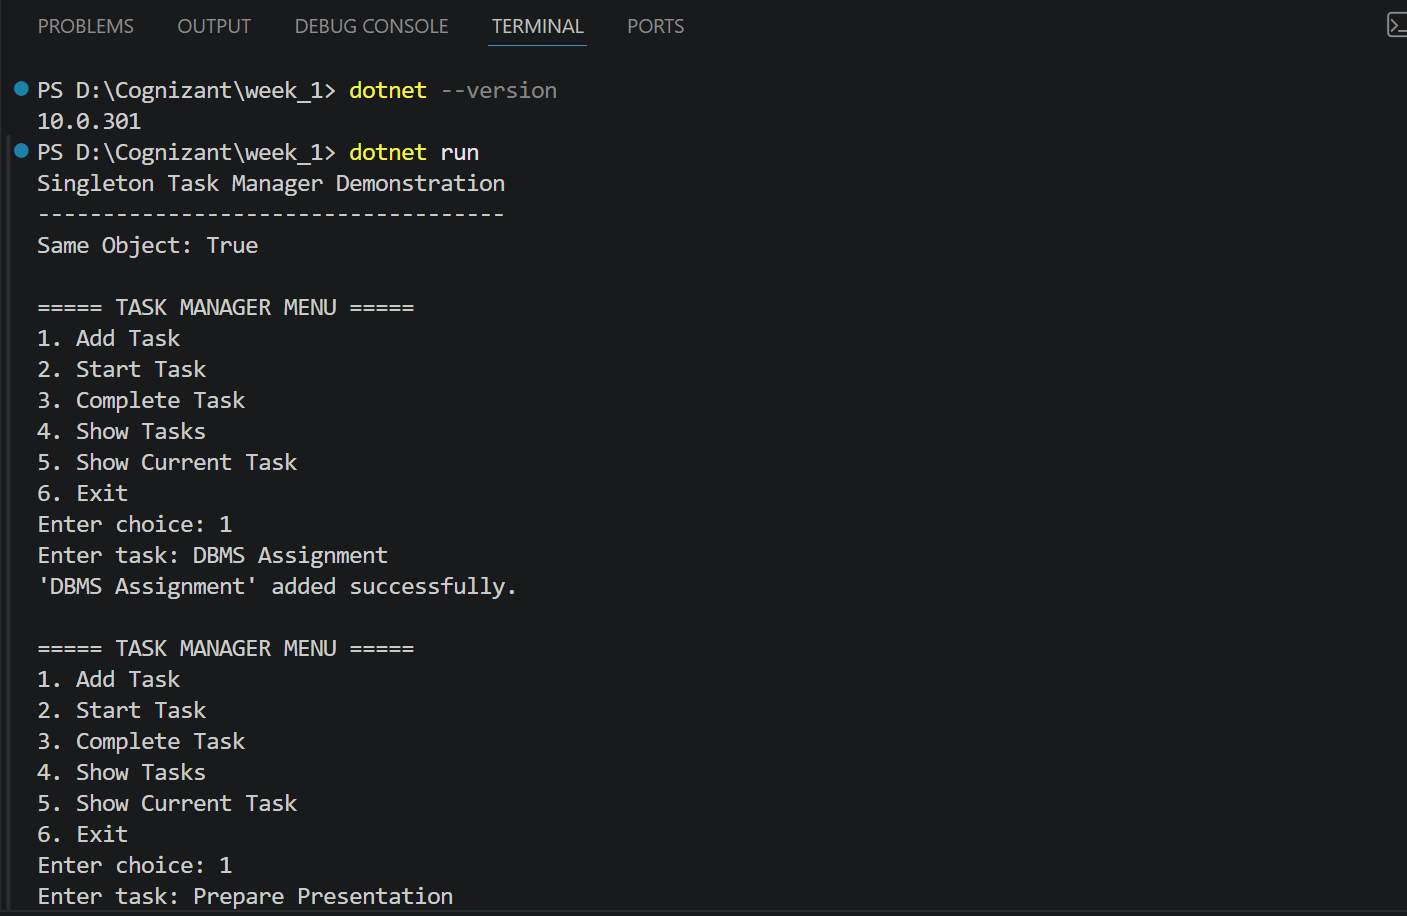 PROBLEMS OUTPUT DEBUG CONSOLE TERMINAL PORTS
PS D:\Cognizant\week_1> dotnet --version
10.0.301
PS D:\Cognizant\week_1> dotnet run
Singleton Task Manager Demonstration
------------------------------------
Same Object: True
===== TASK MANAGER MENU =====
1. Add Task
2. Start Task
3. Complete Task
4. Show Tasks
5. Show Current Task
6. Exit
Enter choice: 1
Enter task: DBMS Assignment
'DBMS Assignment' added successfully.
===== TASK MANAGER MENU =====
1. Add Task
2. Start Task
3. Complete Task
4. Show Tasks
5. Show Current Task
6. Exit
Enter choice: 1
Enter task: Prepare Presentation